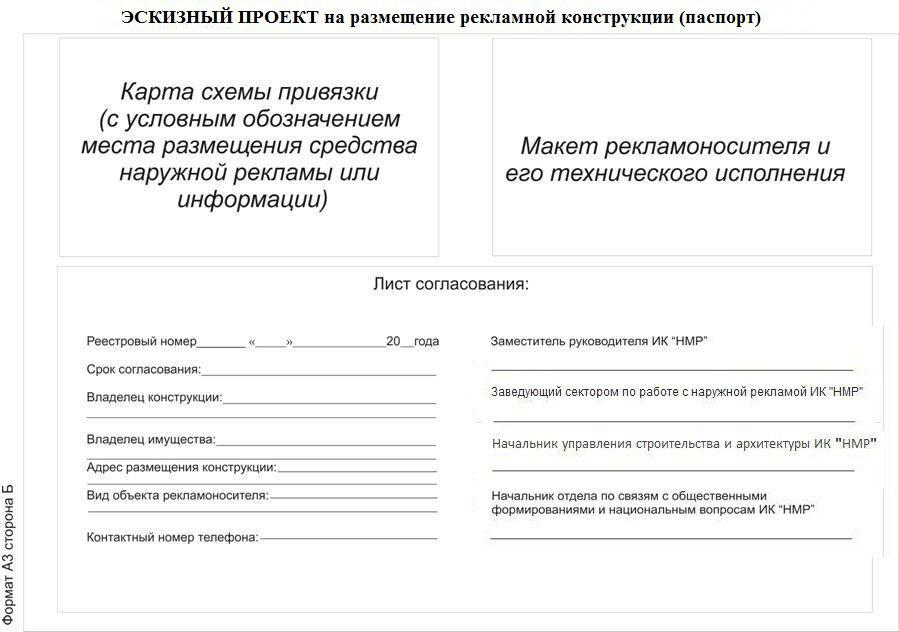 ЭСКИЗНЫЙ ПРОЕКТ на размещение рекламной конструкции (паспорт)
Карта схемы привязки
(с условным обозначением
места размещения средства
наружной рекламы или
информации)
Макет рекламоносителя и
его технического исполнения
Лист согласования:
Реестровый номер_______ «____»______________20__года
Срок согласования:
Владелец конструкции:
Владелец имущества:
Адрес размещения конструкции:
Вид объекта рекламоносителя:
Контактный номер телефона:
Заместитель руководителя ИК “НМР”
Заведующий сектором по работе с наружной рекламой ИК "НМР"
Начальник управления строительства и архитектуры ИК "НМР"
Начальник отдела по связям с общественными
формированиями и национальным вопросам ИК “НМР”
Формат А3 сторона Б